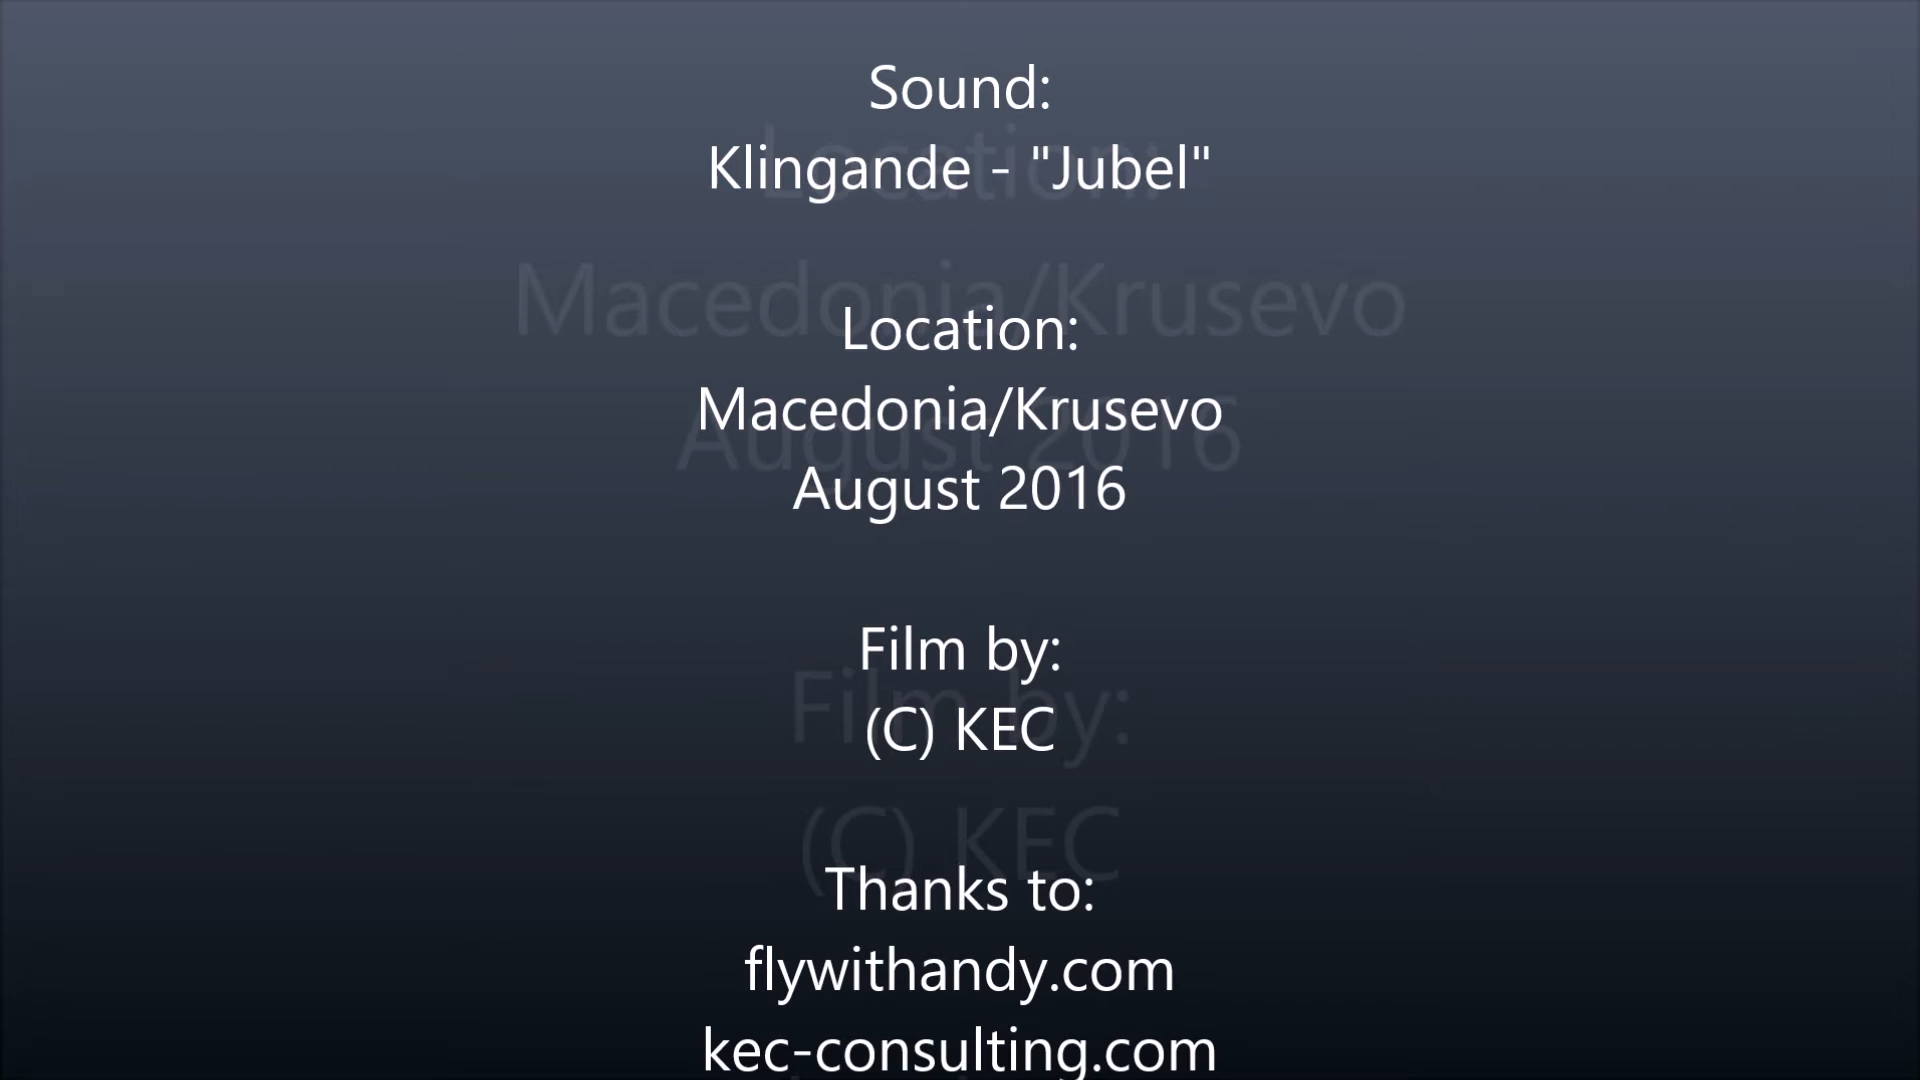 Sound:
Klingande - "Jubel"
Location:
Macedonia/Krusevo
August 2016
Film by:
(C) KEC
Thanks to:
flywithandy.com
kec-consulting.com